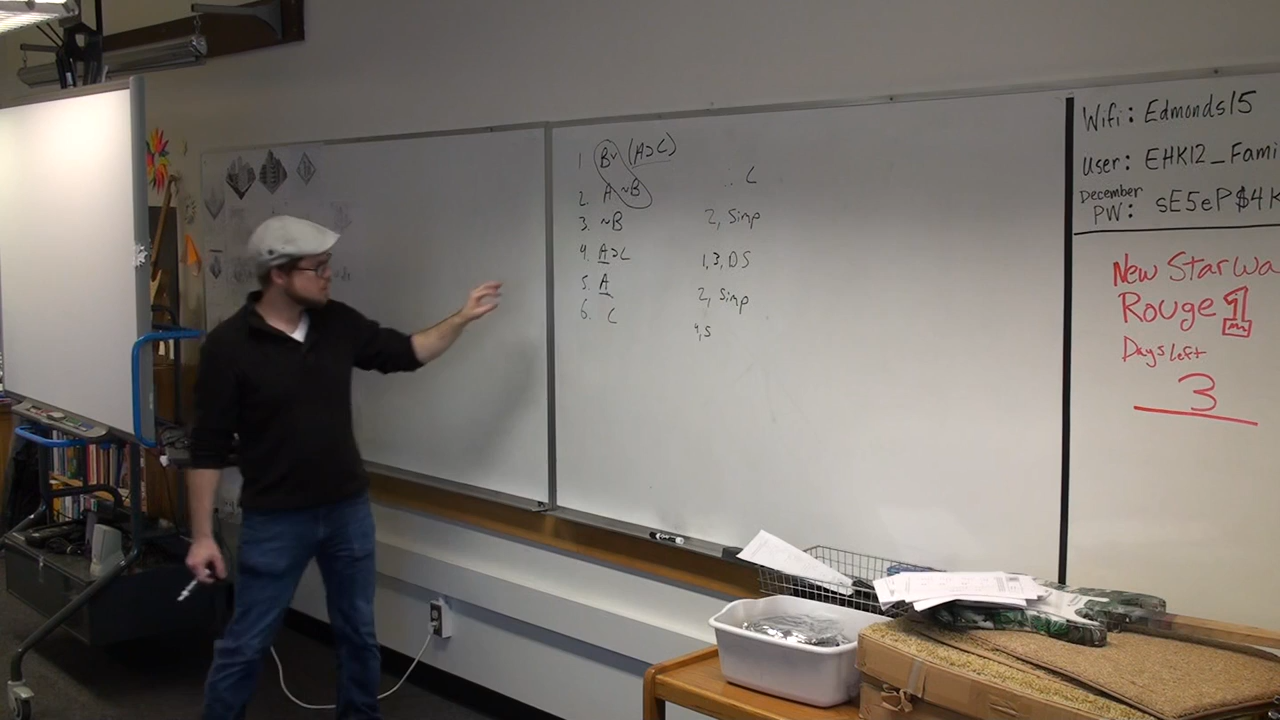 1. B∨ (A⊃C)
∴ C
2. A ~B
3. ~B 2, Simp
4. A⊃C 1,3, DS
5. A 2, Simp
6. C 4,5
Wifi: Edmonds15
User: EHK12_Fami
December
PW: sE5eP$4K
New Star Wa
Rouge 1
Days left
3